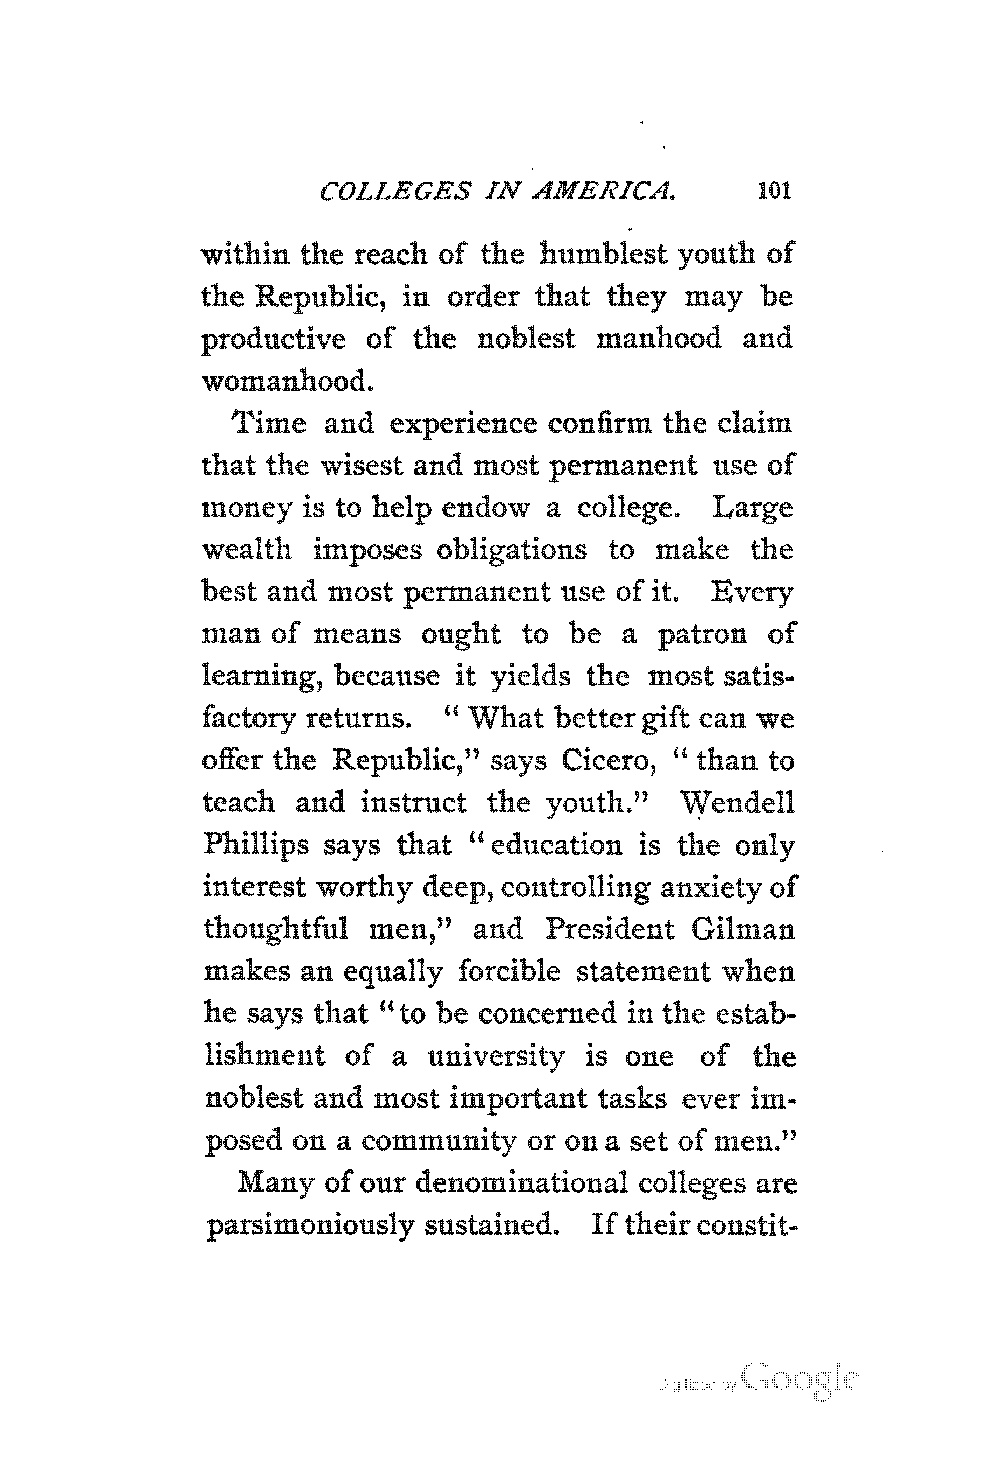 COLLEGES IN AMERICA. 101
within the reach of the humblest youth of
the Republic, in order that they may be
productive of the noblest manhood and
womanhood.
Time and experience confirm the claim
that the wisest and most permanent use of
money is to help endow a college. Large
wealth imposes obligations to make the
best and most permanent use of it. Every
man of means ought to be a patron of
learning, because it yields the most satis-
factory returns. “ What better gift can we
offer the Republic,” says Cicero, “ than to
teach and instruct the youth.” Wendell
Phillips says that “ education is the only
interest worthy deep, controlling anxiety of
thoughtful men,” and President Gilman
makes an equally forcible statement when
he says that “ to be concerned in the estab-
lishment of a university is one of the
noblest and most important tasks ever im-
posed on a community or on a set of men.”
Many of our denominational colleges are
parsimoniously sustained. If their constit-
Digitized by Google